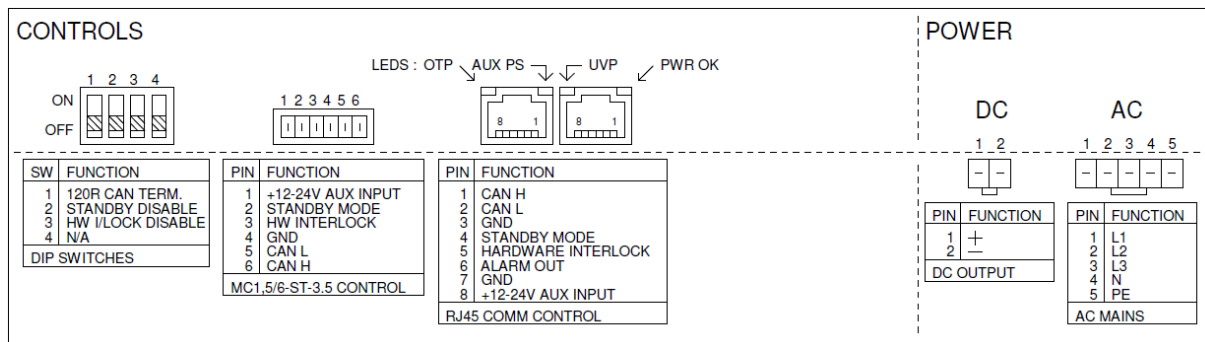 CONTROLS
POWER
LEDS : OTP AUX PS UVP PWR OK
1 2 3 4
ON
OFF
1 2 3 4 5 6
8 1
8 1
DC
AC
1 2
1 2 3 4 5
SW FUNCTION
1 120R CAN TERM.
2 STANDBY DISABLE
3 HW I/LOCK DISABLE
4 N/A
DIP SWITCHES
PIN FUNCTION
1 +12-24V AUX INPUT
2 STANDBY MODE
3 HW INTERLOCK
4 GND
5 CAN L
6 CAN H
MC1,5/6-ST-3.5 CONTROL
PIN FUNCTION
1 CAN H
2 CAN L
3 GND
4 STANDBY MODE
5 HARDWARE INTERLOCK
6 ALARM OUT
7 GND
8 +12-24V AUX INPUT
RJ45 COMM CONTROL
PIN FUNCTION
1 +
2 −
DC OUTPUT
PIN FUNCTION
1 L1
2 L2
3 L3
4 N
5 PE
AC MAINS